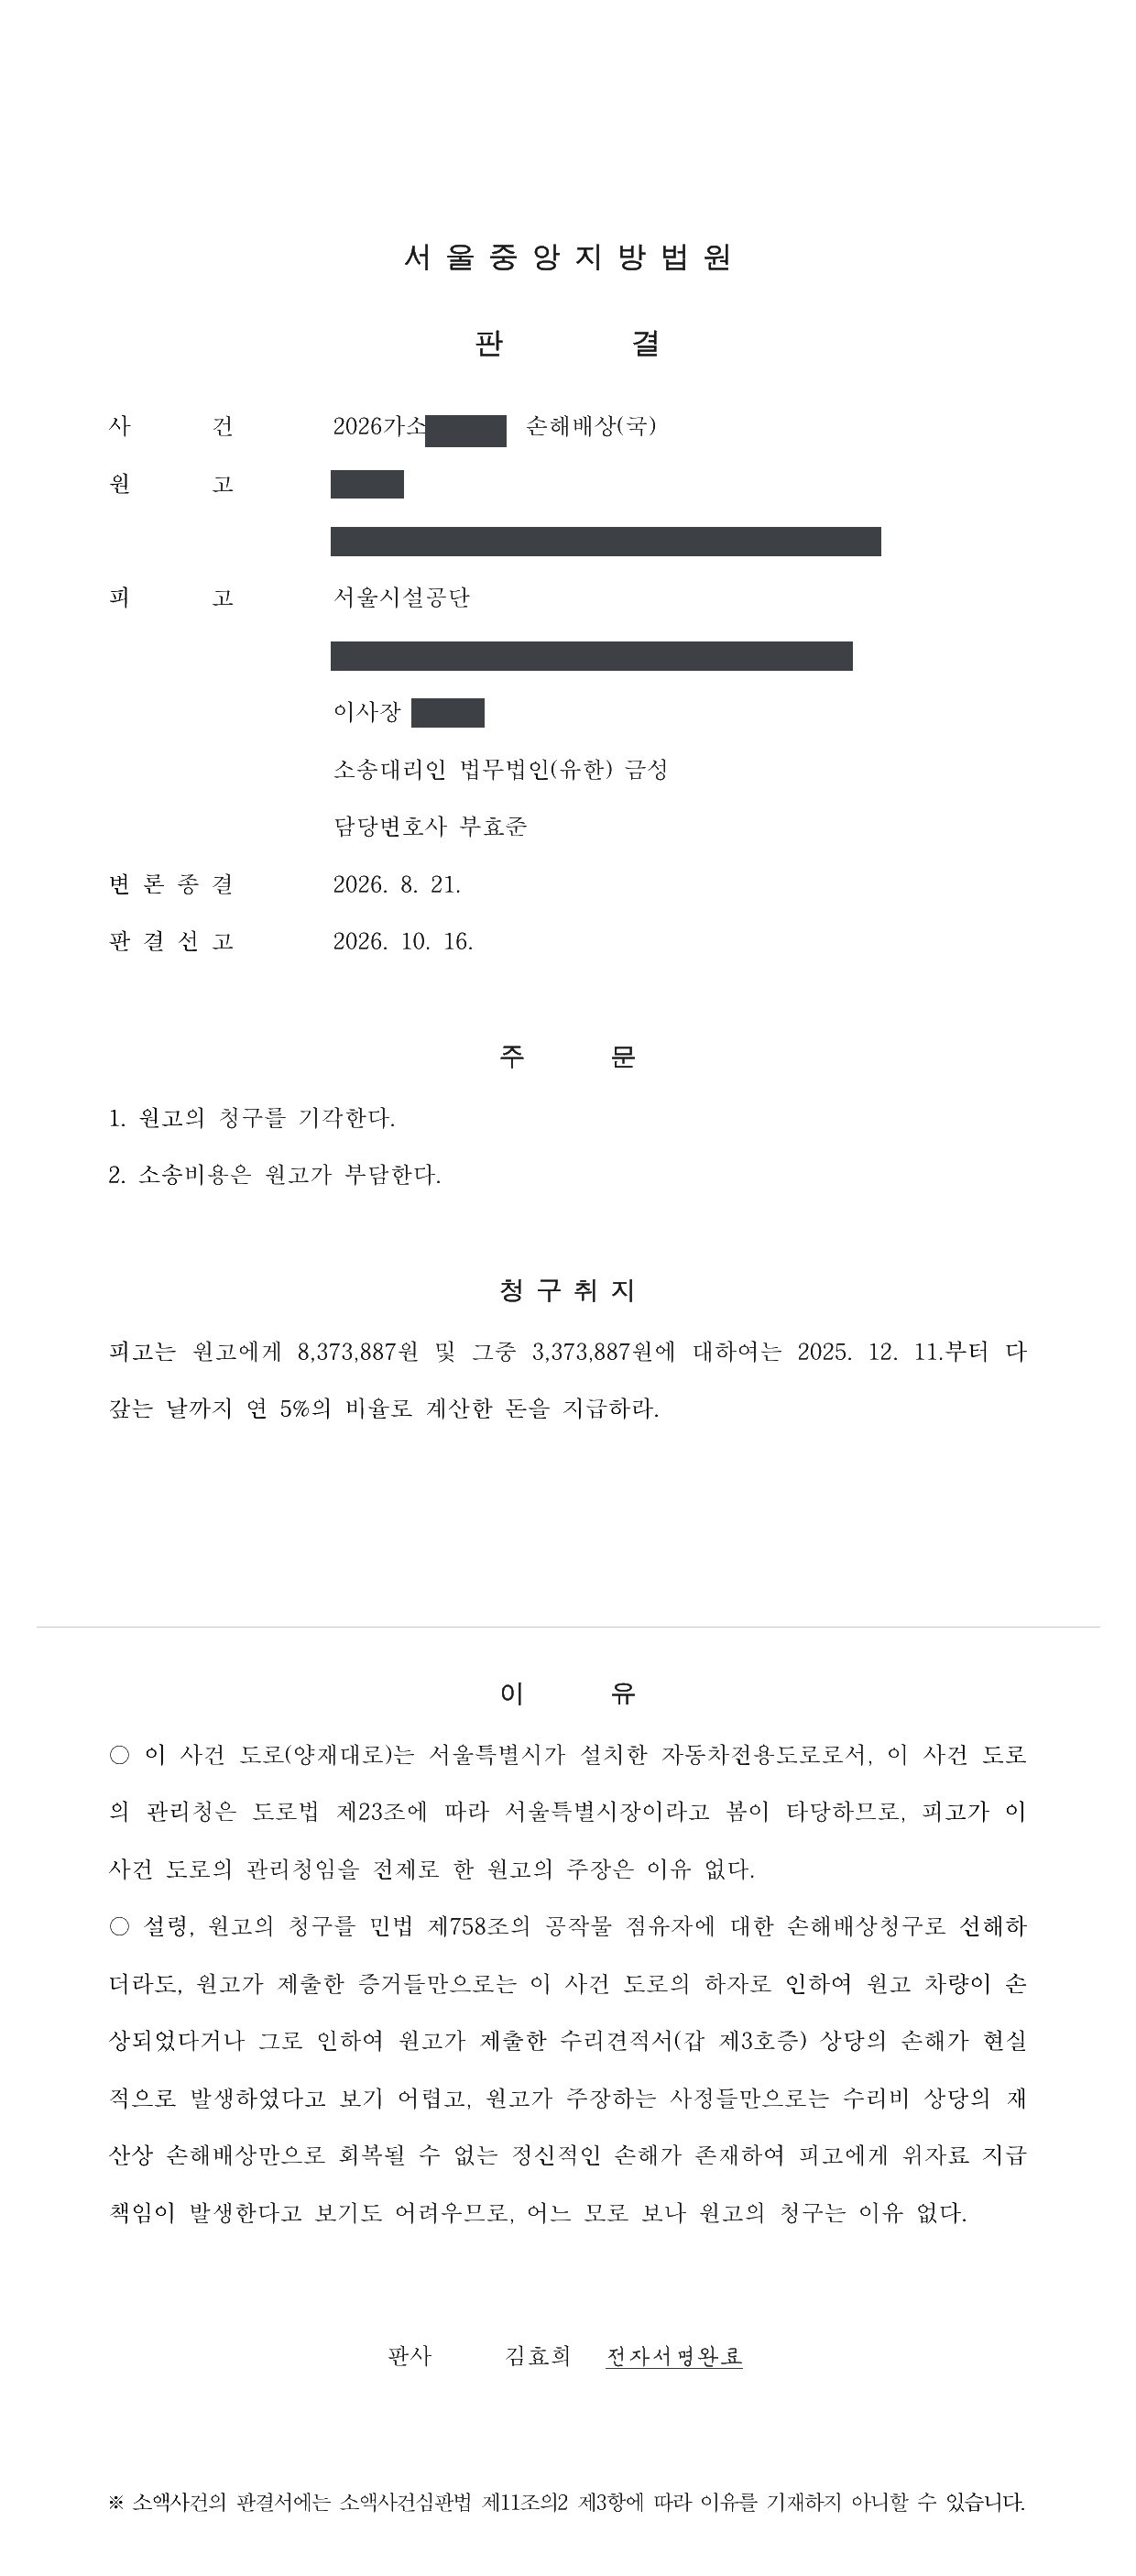 서울중앙지방법원
판 결
사 건 2026가소 손해배상(국)
원 고
피 고 서울시설공단
이사장
소송대리인 법무법인(유한) 금성
담당변호사 부효준
변론종결 2026. 8. 21.
판결선고 2026. 10. 16.
주 문
1. 원고의 청구를 기각한다.
2. 소송비용은 원고가 부담한다.
청구취지
피고는 원고에게 8,373,887원 및 그중 3,373,887원에 대하여는 2025. 12. 11.부터 다
갚는 날까지 연 5%의 비율로 계산한 돈을 지급하라.
이 유
○ 이 사건 도로(양재대로)는 서울특별시가 설치한 자동차전용도로로서, 이 사건 도로
의 관리청은 도로법 제23조에 따라 서울특별시장이라고 봄이 타당하므로, 피고가 이
사건 도로의 관리청임을 전제로 한 원고의 주장은 이유 없다.
○ 설령, 원고의 청구를 민법 제758조의 공작물 점유자에 대한 손해배상청구로 선해하
더라도, 원고가 제출한 증거들만으로는 이 사건 도로의 하자로 인하여 원고 차량이 손
상되었다거나 그로 인하여 원고가 제출한 수리견적서(갑 제3호증) 상당의 손해가 현실
적으로 발생하였다고 보기 어렵고, 원고가 주장하는 사정들만으로는 수리비 상당의 재
산상 손해배상만으로 회복될 수 없는 정신적인 손해가 존재하여 피고에게 위자료 지급
책임이 발생한다고 보기도 어려우므로, 어느 모로 보나 원고의 청구는 이유 없다.
판사 김효희 전자서명완료
※ 소액사건의 판결서에는 소액사건심판법 제11조의2 제3항에 따라 이유를 기재하지 아니할 수 있습니다.